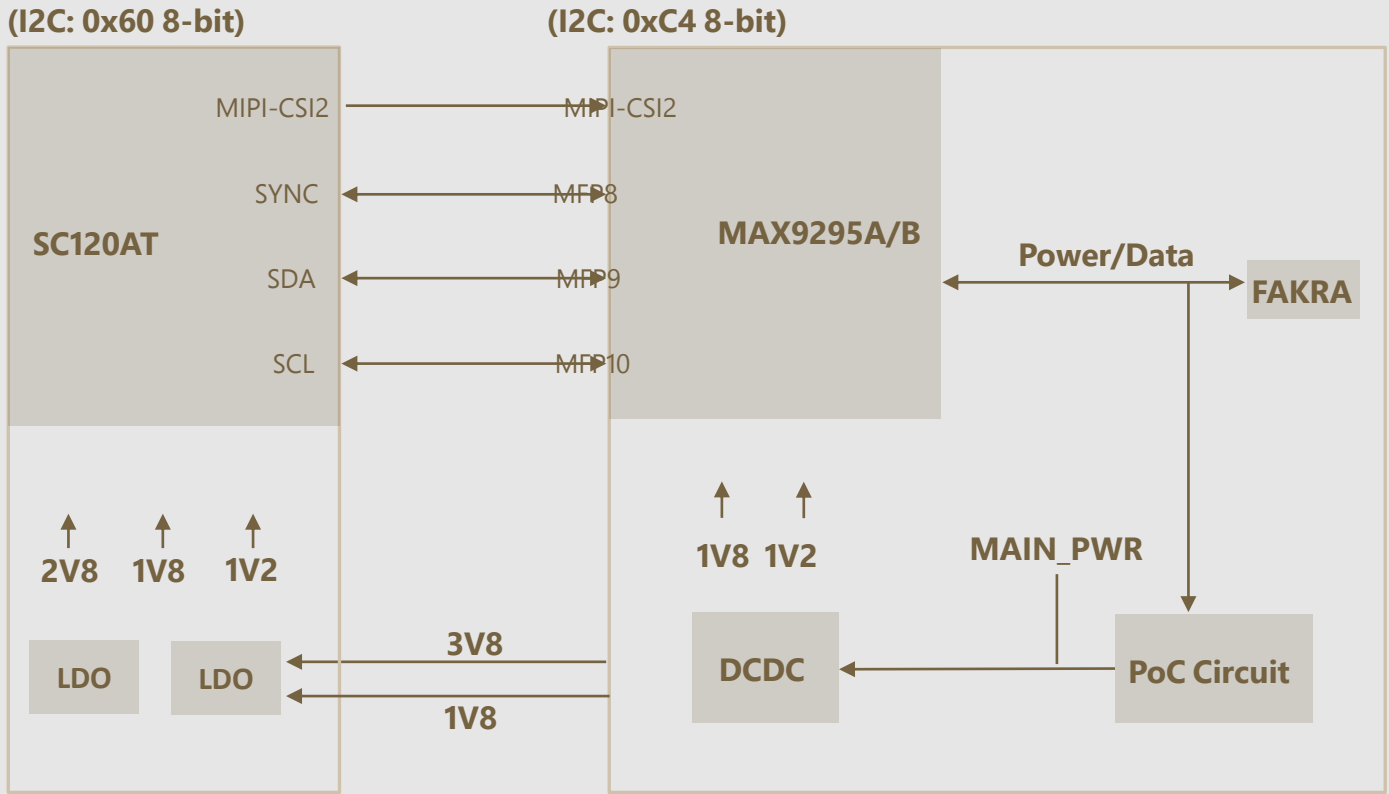 (I2C: 0x60 8-bit)
(I2C: 0xC4 8-bit)
MIPI-CSI2
MIPI-CSI2
SYNC
MFP8
SC120AT
MAX9295A/B
Power/Data
SDA
MFP9
FAKRA
SCL
MFP10
2V8
1V8
1V2
1V8
1V2
MAIN_PWR
3V8
LDO
LDO
DCDC
PoC Circuit
1V8